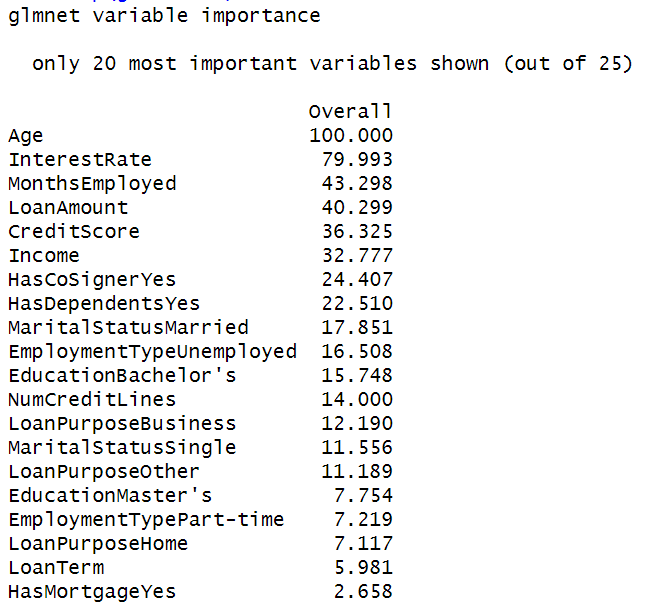 glmnet variable importance
only 20 most important variables shown (out of 25)
Overall
Age 100.000
InterestRate 79.993
MonthsEmployed 43.298
LoanAmount 40.299
CreditScore 36.325
Income 32.777
HasCoSignerYes 24.407
HasDependentsYes 22.510
MaritalStatusMarried 17.851
EmploymentTypeUnemployed 16.508
EducationBachelor's 15.748
NumCreditLines 14.000
LoanPurposeBusiness 12.190
MaritalStatusSingle 11.556
LoanPurposeOther 11.189
EducationMaster's 7.754
EmploymentTypePart-time 7.219
LoanPurposeHome 7.117
LoanTerm 5.981
HasMortgageYes 2.658